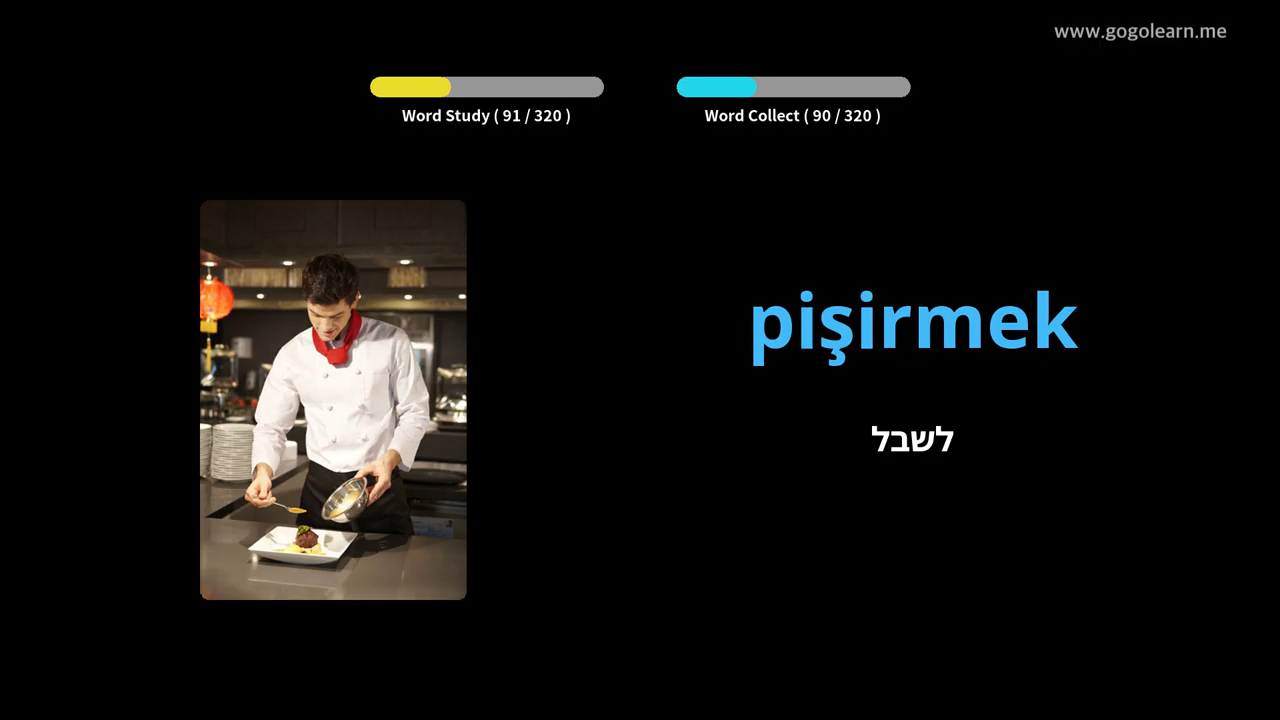 www.gogolearn.me
Word Study ( 91 / 320 )
Word Collect ( 90 / 320 )
pişirmek
לשבל